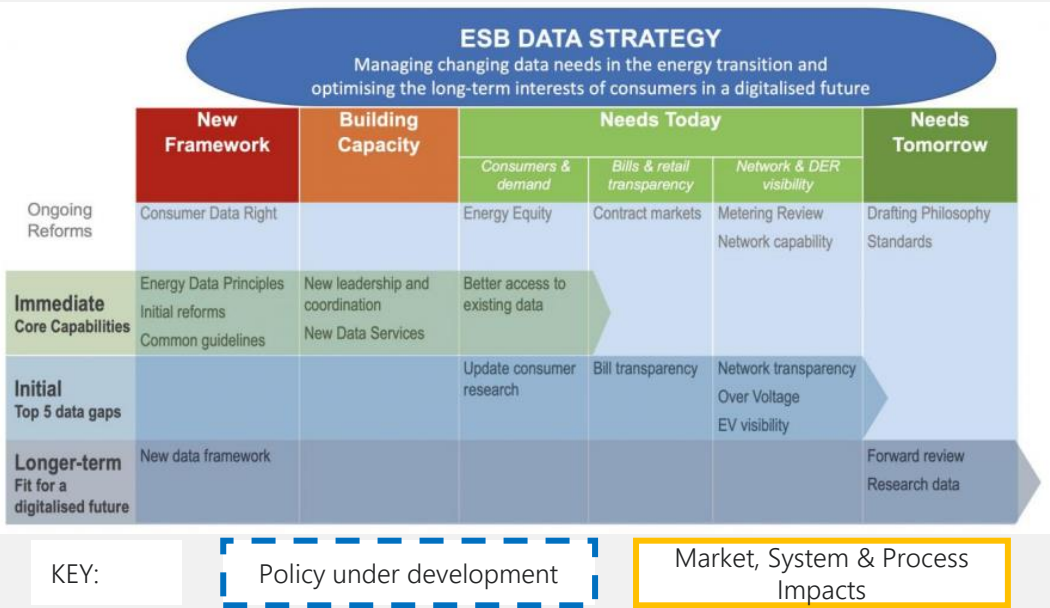 ESB DATA STRATEGY
Managing changing data needs in the energy transition and
optimising the long-term interests of consumers in a digitalised future
New
Framework
Building
Capacity
Needs Today
Needs
Tomorrow
Consumers &
demand
Bills & retail
transparency
Network & DER
visibility
Ongoing
Reforms
Consumer Data Right
Energy Equity
Contract markets
Metering Review
Network capability
Drafting Philosophy
Standards
Immediate
Core Capabilities
Energy Data Principles
Initial reforms
Common guidelines
New leadership and
coordination
New Data Services
Better access to
existing data
Initial
Top 5 data gaps
Update consumer
research
Bill transparency
Network transparency
Over Voltage
EV visibility
Longer-term
Fit for a
digitalised future
New data framework
Forward review
Research data
KEY:
Policy under development
Market, System & Process
Impacts